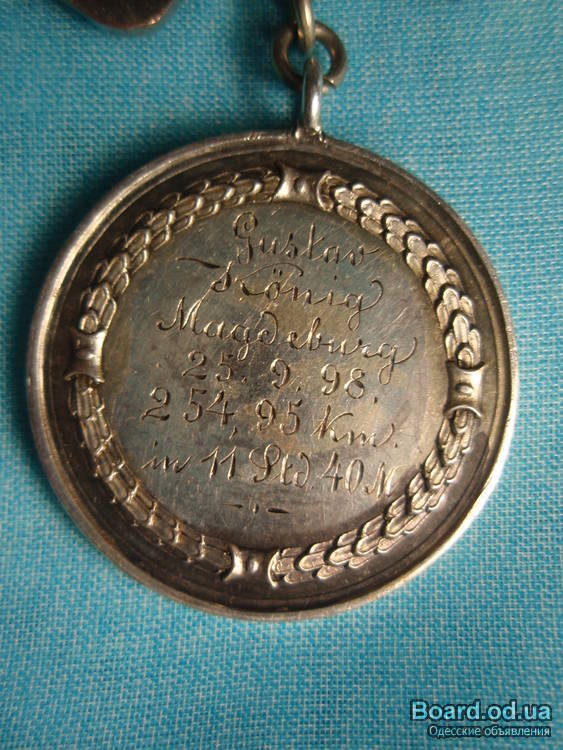 Gustav
König
Magdeburg
25. 9. 98.
254,95 Km.
in 11 Std. 40 M
Board.od.ua
Одесские объявления